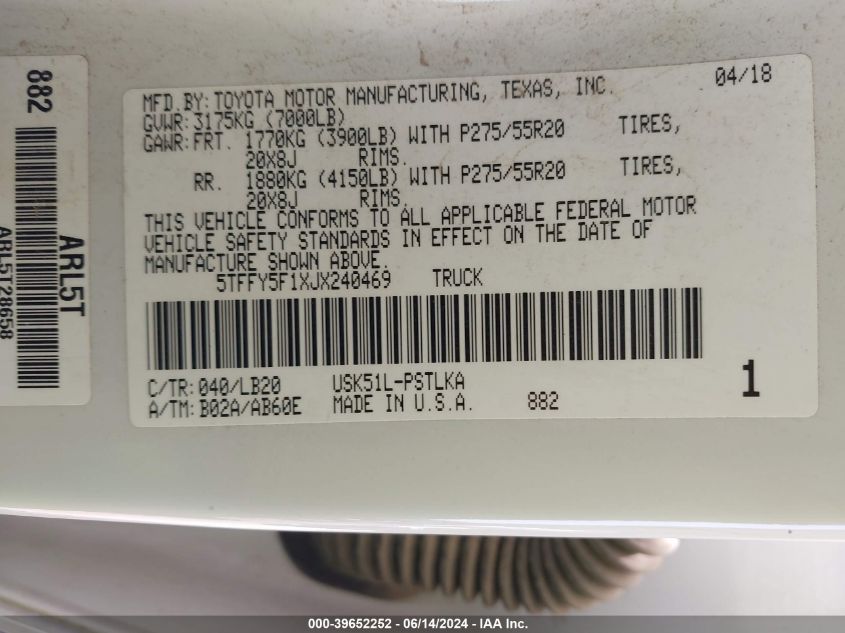 882
ARL5T
ARL5T28658
04/18
MFD.BY:TOYOTA MOTOR MANUFACTURING, TEXAS, INC.
GVWR:3175KG (7000LB)
GAWR:FRT. 1770KG (3900LB) WITH P275/55R20 TIRES,
20X8J RIMS.
RR. 1880KG (4150LB) WITH P275/55R20 TIRES,
20X8J RIMS.
THIS VEHICLE CONFORMS TO ALL APPLICABLE FEDERAL MOTOR
VEHICLE SAFETY STANDARDS IN EFFECT ON THE DATE OF
MANUFACTURE SHOWN ABOVE.
5TFFY5F1XJX240469 TRUCK
C/TR:040/LB20 USK51L-PSTLKA
A/TM:B02A/AB60E MADE IN U.S.A. 882
1
000-39652252 - 06/14/2024 - IAA Inc.